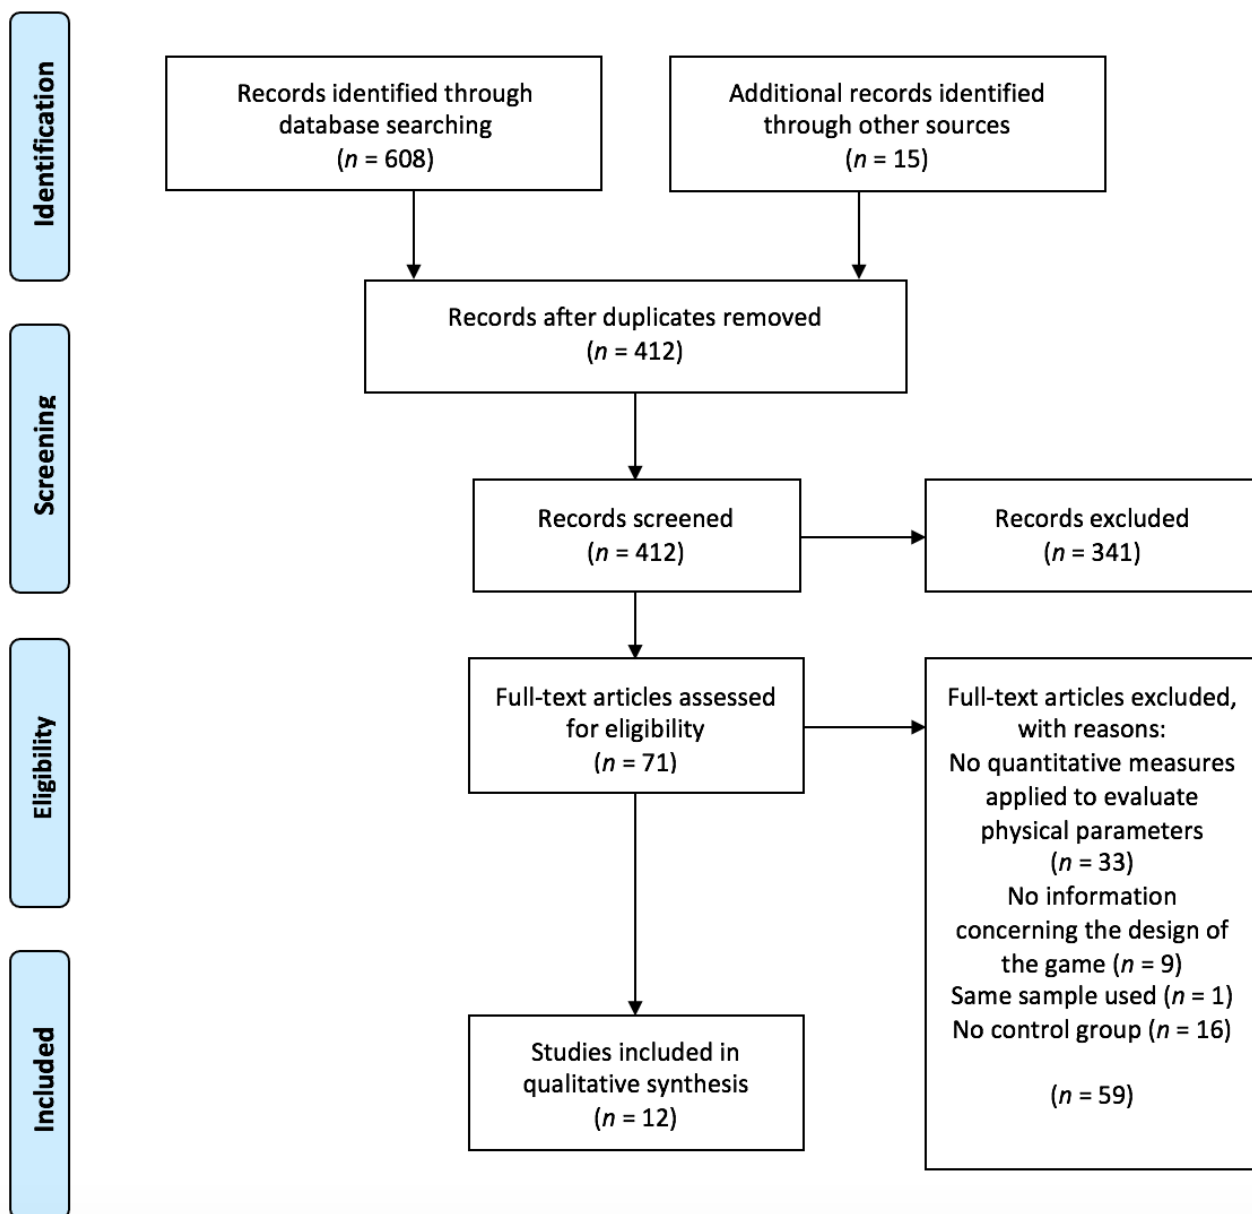 Identification
Records identified through
database searching
(n = 608)
Additional records identified
through other sources
(n = 15)
Records after duplicates removed
(n = 412)
Screening
Records screened
(n = 412)
Records excluded
(n = 341)
Eligibility
Full-text articles assessed
for eligibility
(n = 71)
Full-text articles excluded,
with reasons:
No quantitative measures
applied to evaluate
physical parameters
(n = 33)
No information
concerning the design of
the game (n = 9)
Same sample used (n = 1)
No control group (n = 16)
(n = 59)
Included
Studies included in
qualitative synthesis
(n = 12)